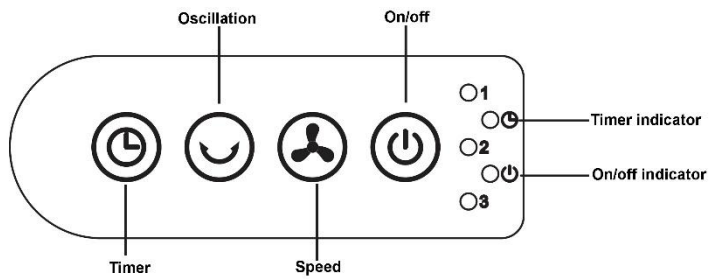 Oscillation
On/off
1
Timer indicator
2
On/off indicator
3
Timer
Speed